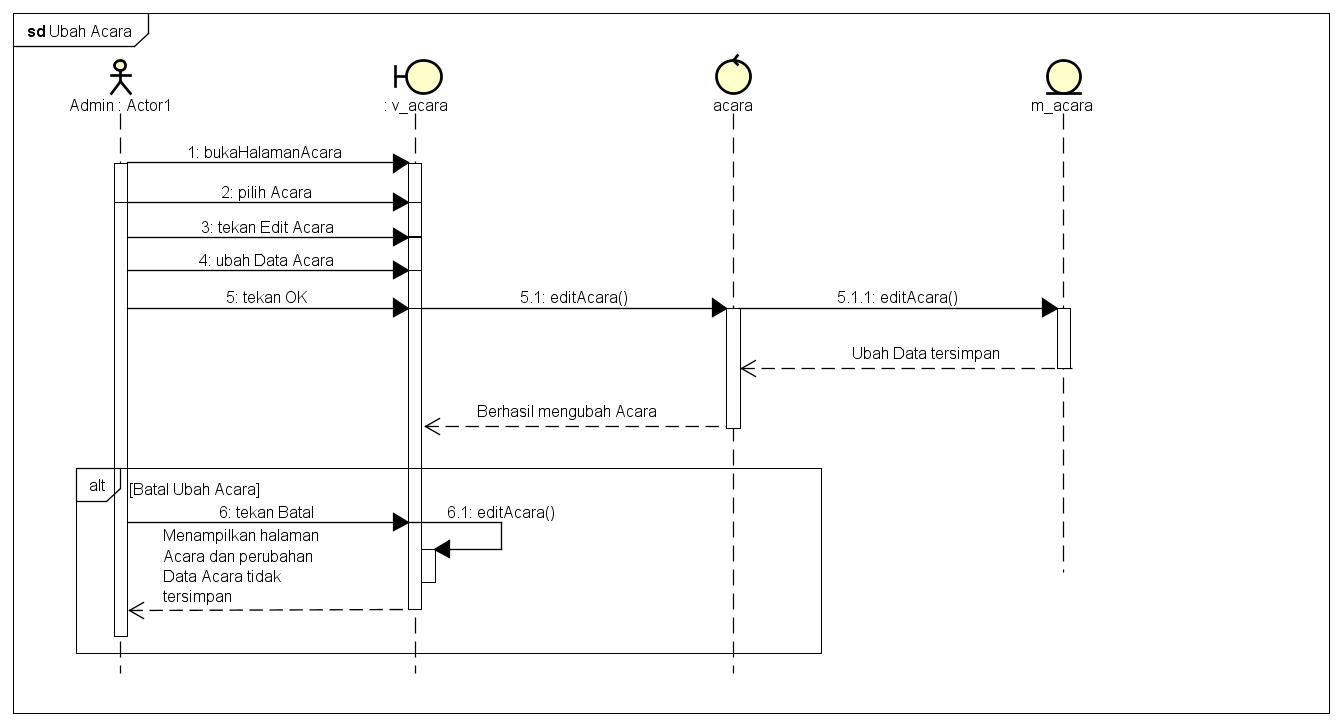 sd Ubah Acara
Admin : Actor1
: v_acara
acara
m_acara
1: bukaHalamanAcara
2: pilih Acara
3: tekan Edit Acara
4: ubah Data Acara
5: tekan OK
5.1: editAcara()
5.1.1: editAcara()
Ubah Data tersimpan
Berhasil mengubah Acara
alt
[Batal Ubah Acara]
6: tekan Batal
6.1: editAcara()
Menampilkan halaman
Acara dan perubahan
Data Acara tidak
tersimpan